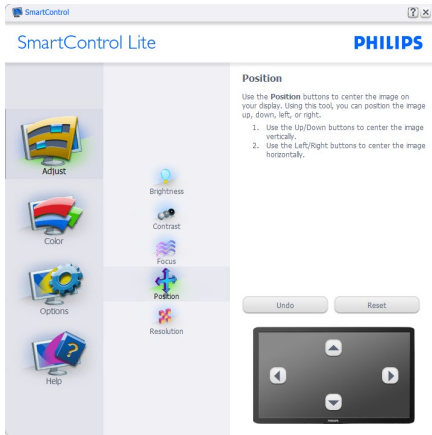 SmartControl
SmartControl Lite
PHILIPS
Adjust
Color
Options
Help
Brightness
Contrast
Focus
Position
Resolution
Position
Use the Position buttons to center the image on
your display. Using this tool, you can position the image
up, down, left, or right.
1. Use the Up/Down buttons to center the image
vertically.
2. Use the Left/Right buttons to center the image
horizontally.
Undo
Reset
PHILIPS